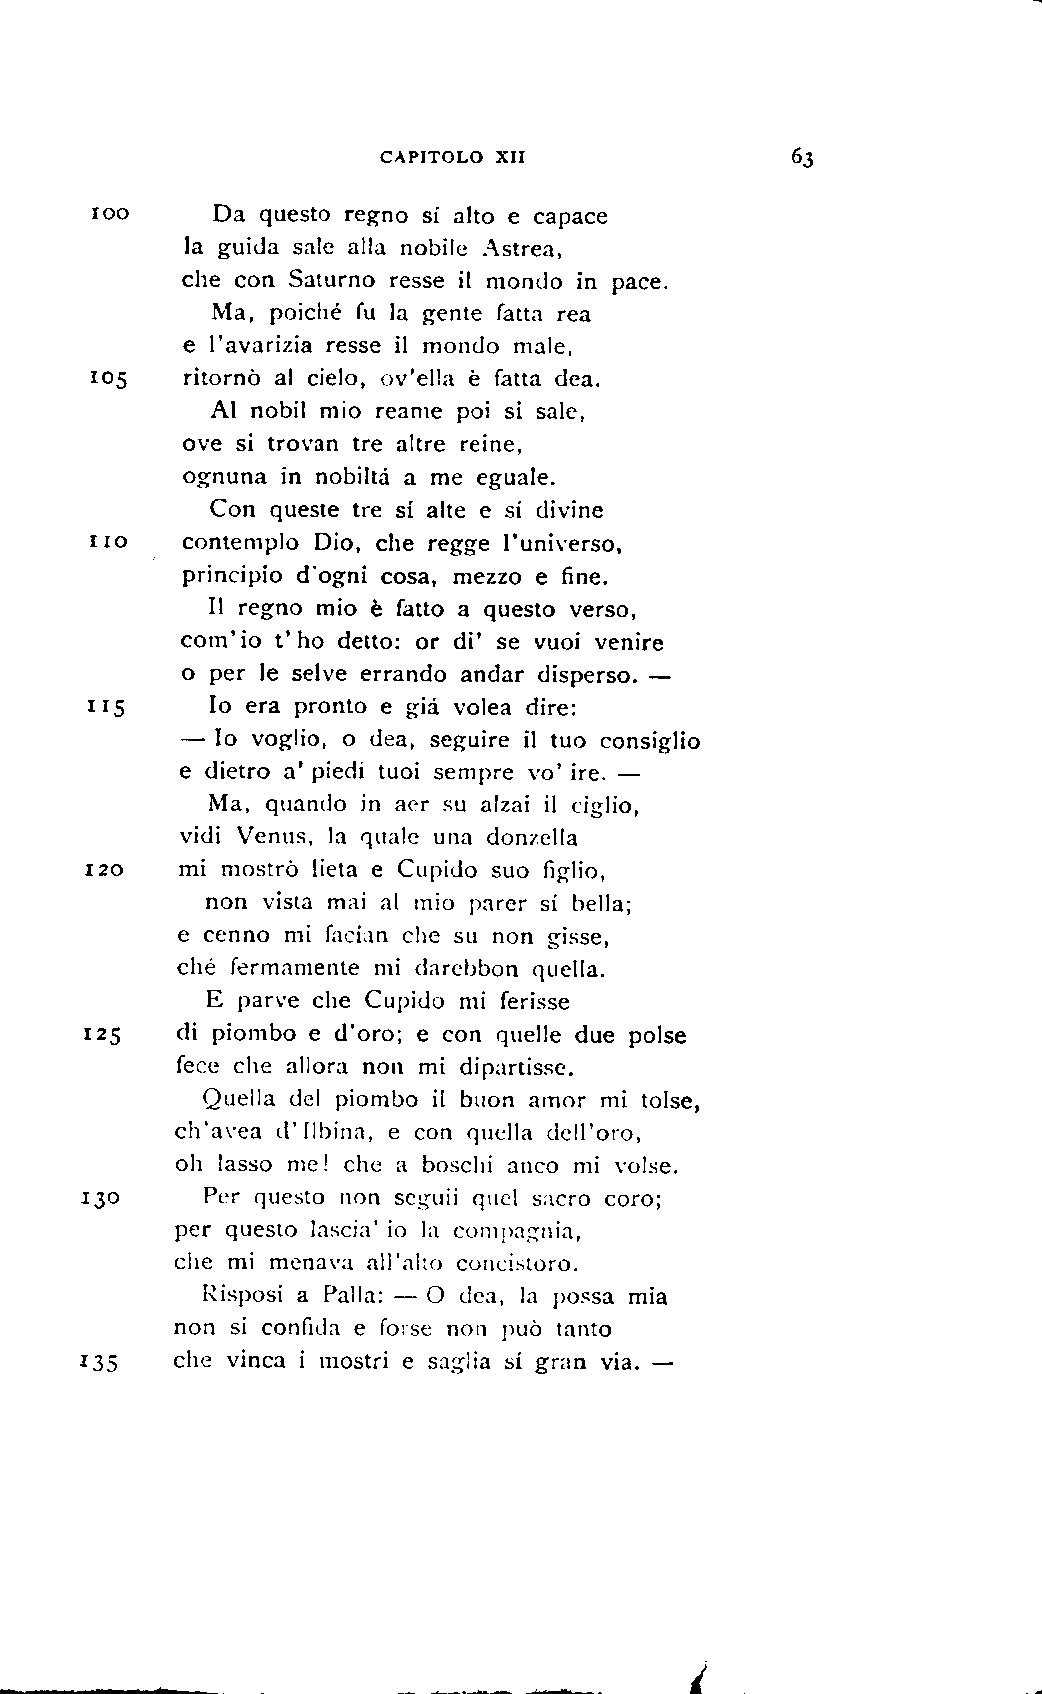 CAPITOLO XII 63
100 Da questo regno sí alto e capace
la guida sale alla nobile Astrea,
che con Saturno resse il mondo in pace.
Ma, poiché fu la gente fatta rea
e l'avarizia resse il mondo male,
105 ritornò al cielo, ov'ella è fatta dea.
Al nobil mio reame poi si sale,
ove si trovan tre altre reine,
ognuna in nobiltá a me eguale.
Con queste tre sí alte e sí divine
110 contemplo Dio, che regge l'universo,
principio d'ogni cosa, mezzo e fine.
Il regno mio è fatto a questo verso,
com'io t'ho detto: or di' se vuoi venire
o per le selve errando andar disperso. —
115 Io era pronto e giá volea dire:
— Io voglio, o dea, seguire il tuo consiglio
e dietro a' piedi tuoi sempre vo' ire. —
Ma, quando in aer su alzai il ciglio,
vidi Venus, la quale una donzella
120 mi mostrò lieta e Cupido suo figlio,
non vista mai al mio parer sí bella;
e cenno mi facian che su non gisse,
ché fermamente mi darebbon quella.
E parve che Cupido mi ferisse
125 di piombo e d'oro; e con quelle due polse
fece che allora non mi dipartisse.
Quella del piombo il buon amor mi tolse,
ch'avea d'Ilbina, e con quella dell'oro,
oh lasso me! che a boschi anco mi volse.
130 Per questo non seguii quel sacro coro;
per questo lascia' io la compagnia,
che mi menava all'alto concistoro.
Risposi a Palla: — O dea, la possa mia
non si confida e forse non può tanto
135 che vinca i mostri e saglia sí gran via. —